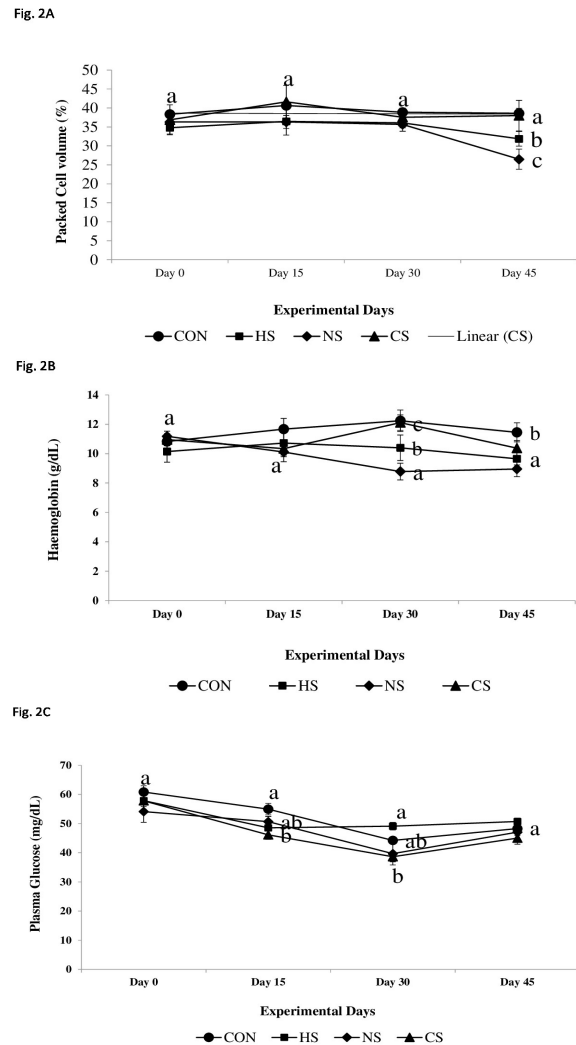 Fig. 2A
50
45
40
35
30
25
20
15
10
5
0
Packed Cell volume (%)
a
a
a
a
b
c
Day 0 Day 15 Day 30 Day 45
Experimental Days
CON HS NS CS Linear (CS)
Fig. 2B
14
12
10
8
6
4
2
0
Haemoglobin (g/dL)
a
a
c
b
a
b
a
Day 0 Day 15 Day 30 Day 45
Experimental Days
CON HS NS CS
Fig. 2C
70
60
50
40
30
20
10
0
Plasma Glucose (mg/dL)
a
a
ab
b
a
ab
b
a
Day 0 Day 15 Day 30 Day 45
Experimental Days
CON HS NS CS